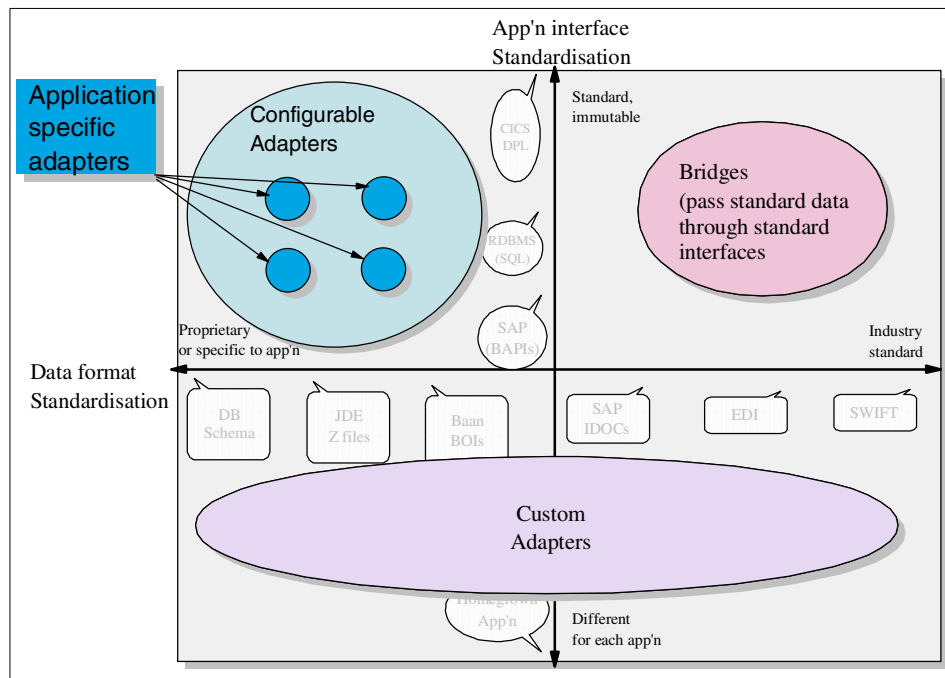 App'n interface
Standardisation
Application
specific
adapters
Configurable
Adapters
CICS
DPL
Standard,
immutable
Bridges
(pass standard data
through standard
interfaces
RDBMS
(SQL)
SAP
(BAPIs)
Proprietary
or specific to app'n
Industry
standard
Data format
Standardisation
DB
Schema
JDE
Z files
Baan
BOIs
SAP
IDOCs
EDI
SWIFT
Custom
Adapters
Homegrown
App'n
Different
for each app'n